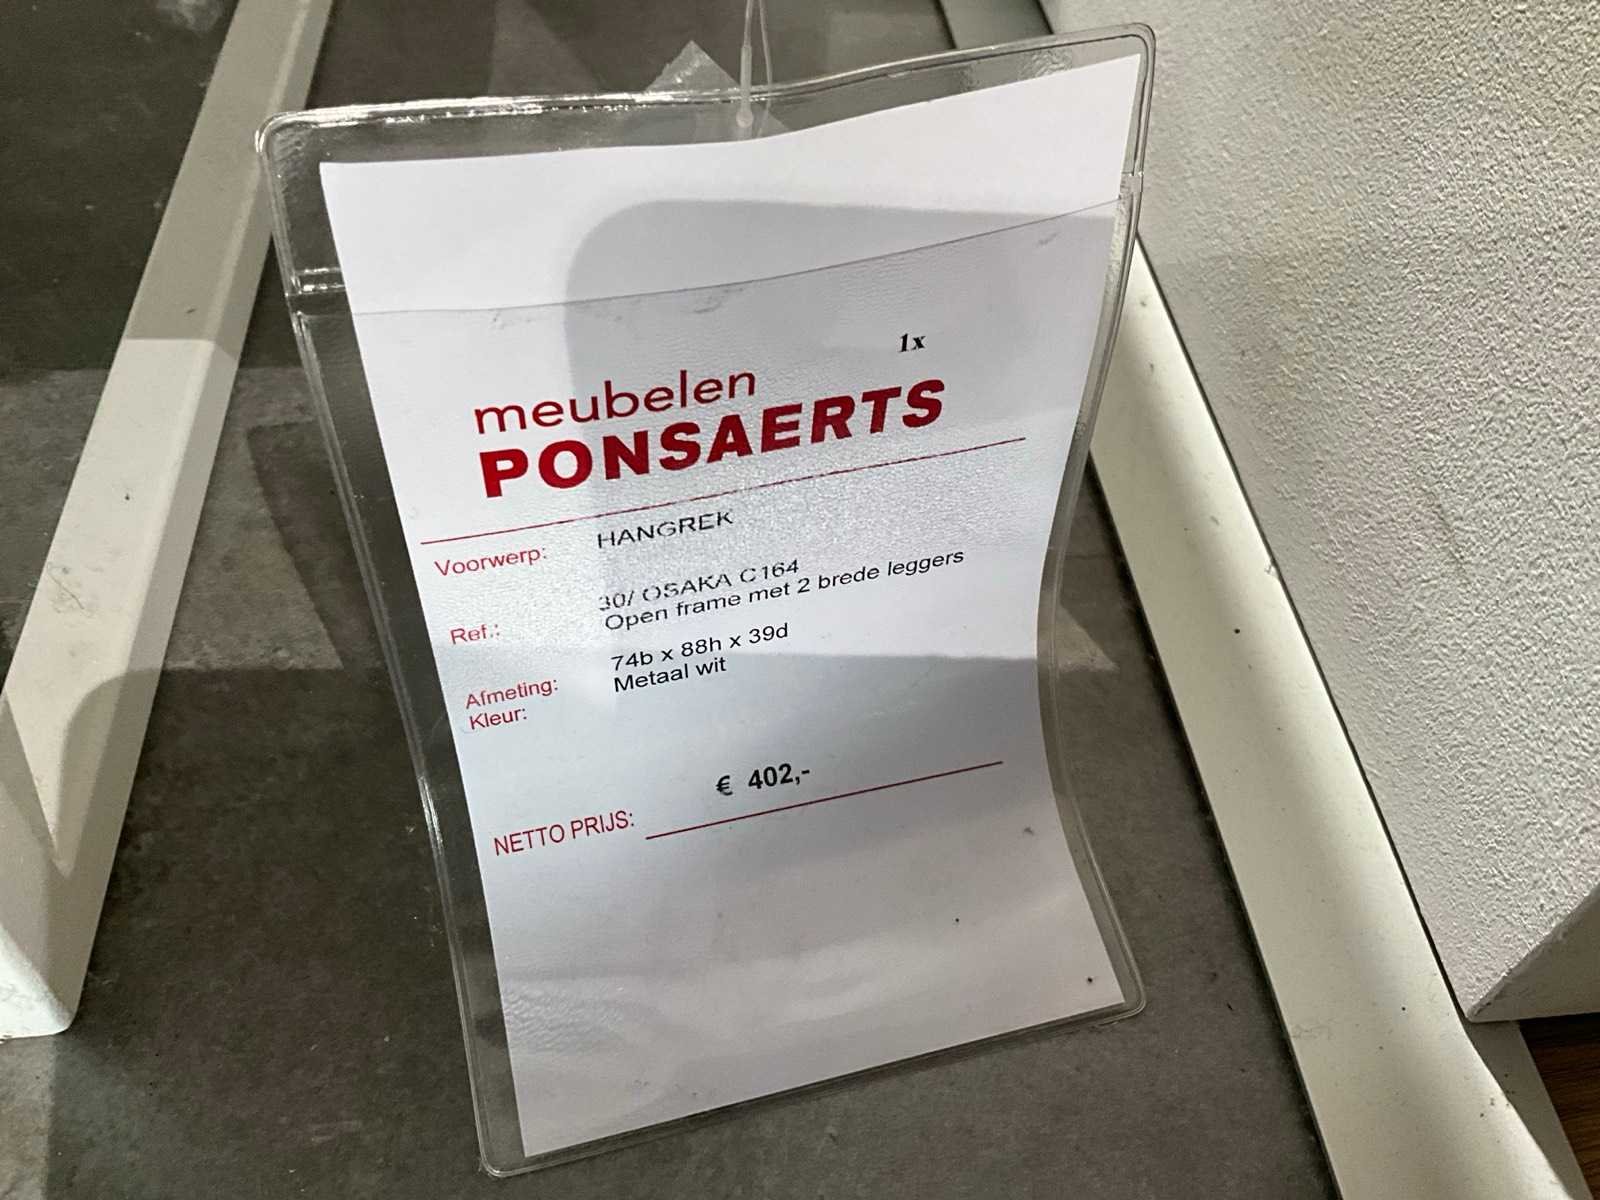 1x
meubelen
PONSAERTS
Voorwerp: HANGREK
Ref.: 30/ OSAKA C164
Open frame met 2 brede leggers
Afmeting: 74b x 88h x 39d
Kleur: Metaal wit
NETTO PRIJS: € 402,-